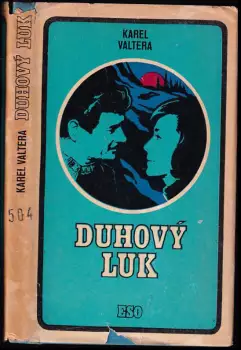 KAREL
VALTERA
DUHOVÝ
LUK
ESO
KAREL VALTERA DUHOVÝ LUK
504